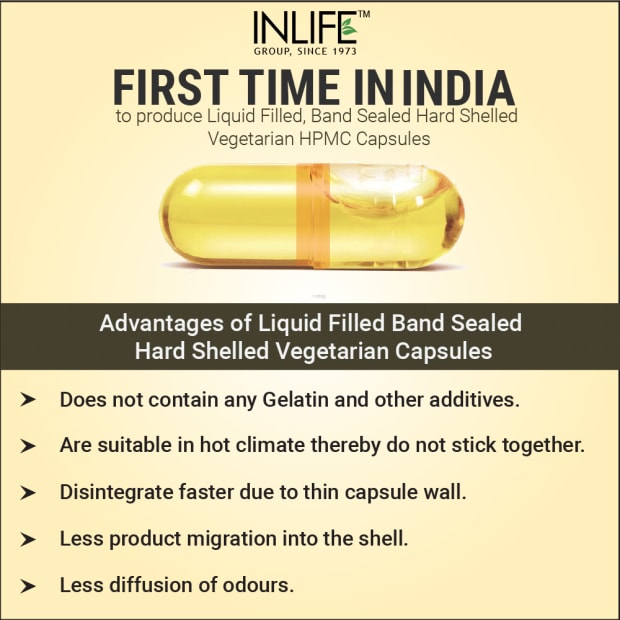 INLIFE™
GROUP, SINCE 1973
FIRST TIME IN INDIA
to produce Liquid Filled, Band Sealed Hard Shelled
Vegetarian HPMC Capsules
Advantages of Liquid Filled Band Sealed
Hard Shelled Vegetarian Capsules
➤ Does not contain any Gelatin and other additives.
➤ Are suitable in hot climate thereby do not stick together.
➤ Disintegrate faster due to thin capsule wall.
➤ Less product migration into the shell.
➤ Less diffusion of odours.